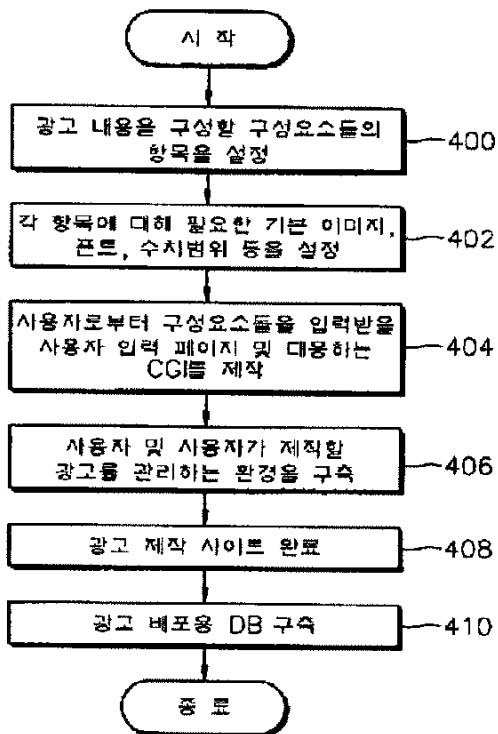 시 작
광고 내용을 구성할 구성요소들의
항목을 설정
400
각 항목에 대해 필요한 기본 이미지,
폰트, 수치범위 등을 설정
402
사용자로부터 구성요소들을 입력받을
사용자 입력 페이지 및 대응하는
CGI를 제작
404
사용자 및 사용자가 제작할
광고를 관리하는 환경을 구축
406
광고 제작 사이트 완료
408
광고 배포용 DB 구축
410
종 료